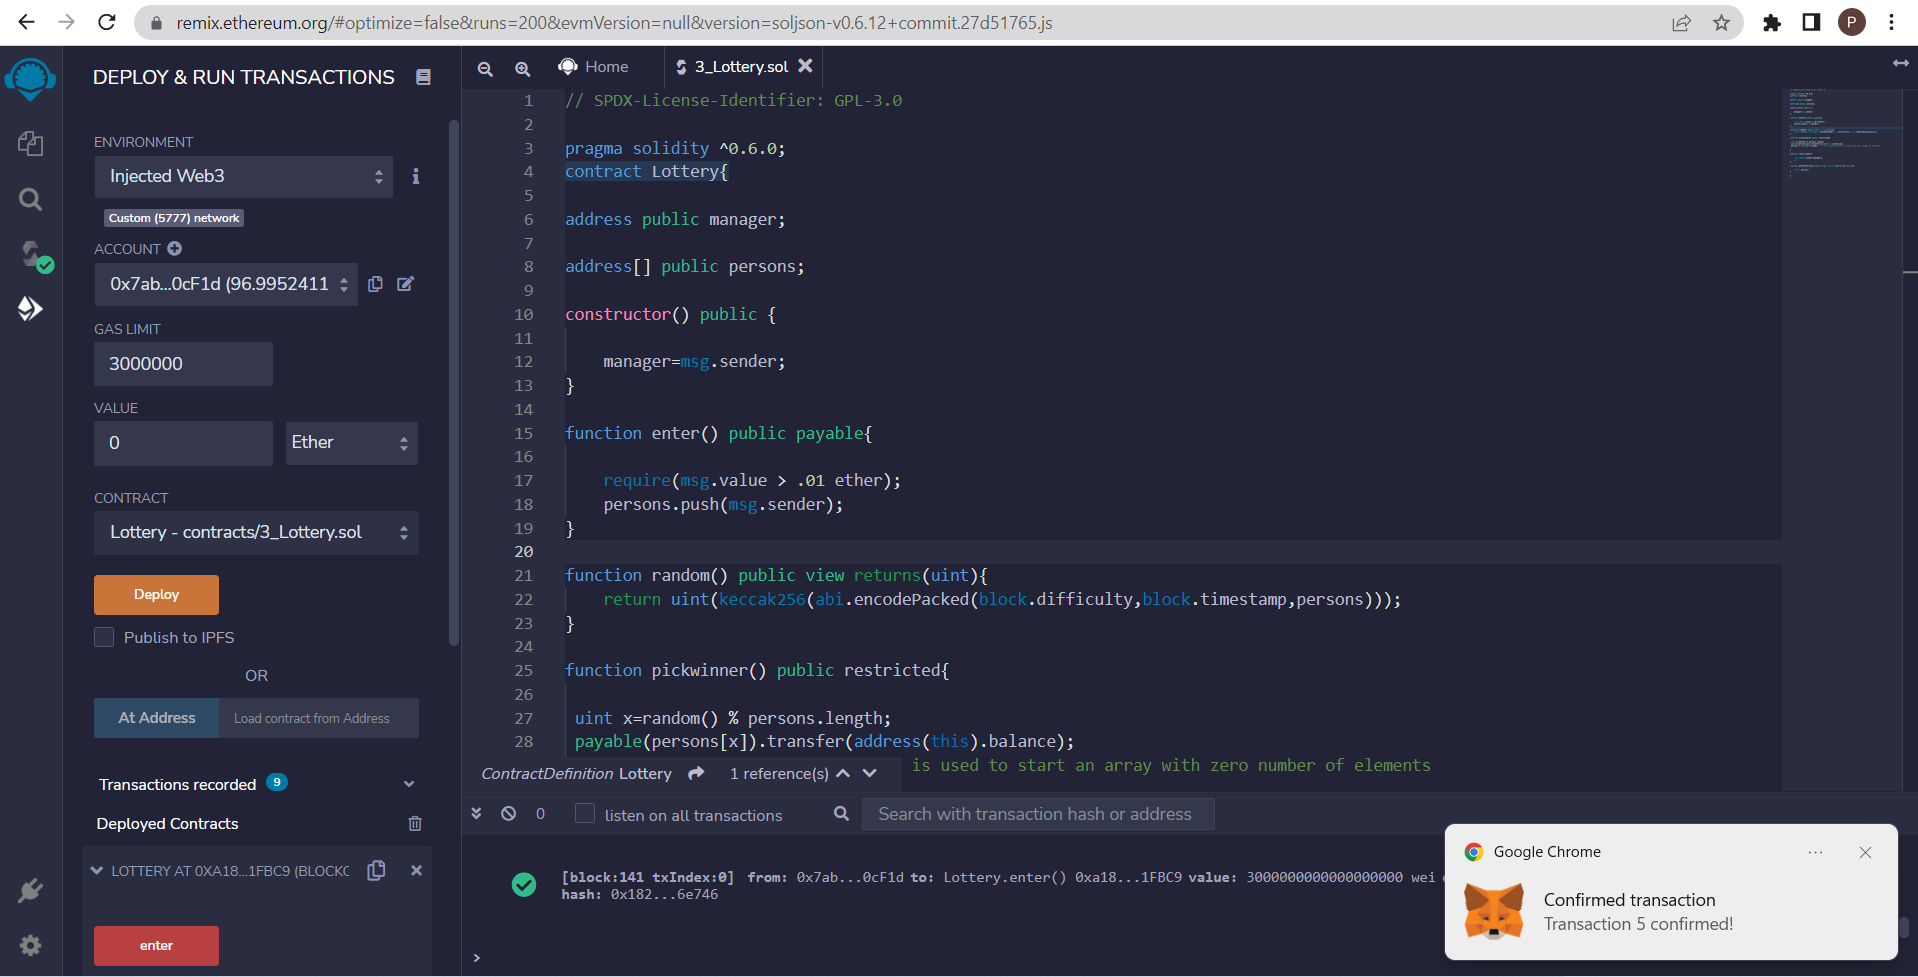 remix.ethereum.org/#optimize=false&runs=200&evmVersion=null&version=soljson-v0.6.12+commit.27d51765.js
P
DEPLOY & RUN TRANSACTIONS
ENVIRONMENT
Injected Web3
Custom (5777) network
ACCOUNT
0x7ab...0cF1d (96.9952411
GAS LIMIT
3000000
VALUE
0
Ether
CONTRACT
Lottery - contracts/3_Lottery.sol
Deploy
Publish to IPFS
OR
At Address
Load contract from Address
Transactions recorded 9
Deployed Contracts
LOTTERY AT 0XA18...1FBC9 (BLOCKC
enter
Home
3_Lottery.sol
1 // SPDX-License-Identifier: GPL-3.0
2
3 pragma solidity ^0.6.0;
4 contract Lottery{
5
6 address public manager;
7
8 address[] public persons;
9
10 constructor() public {
11
12 manager=msg.sender;
13 }
14
15 function enter() public payable{
16
17 require(msg.value > .01 ether);
18 persons.push(msg.sender);
19 }
20
21 function random() public view returns(uint){
22 return uint(keccak256(abi.encodePacked(block.difficulty,block.timestamp,persons)));
23 }
24
25 function pickwinner() public restricted{
26
27 uint x=random() % persons.length;
28 payable(persons[x]).transfer(address(this).balance);
is used to start an array with zero number of elements
ContractDefinition Lottery 1 reference(s)
0 listen on all transactions
Search with transaction hash or address
[block:141 txIndex:0] from: 0x7ab...0cF1d to: Lottery.enter() 0xa18...1FBC9 value: 3000000000000000000 wei
hash: 0x182...6e746
>
Google Chrome
Confirmed transaction
Transaction 5 confirmed!